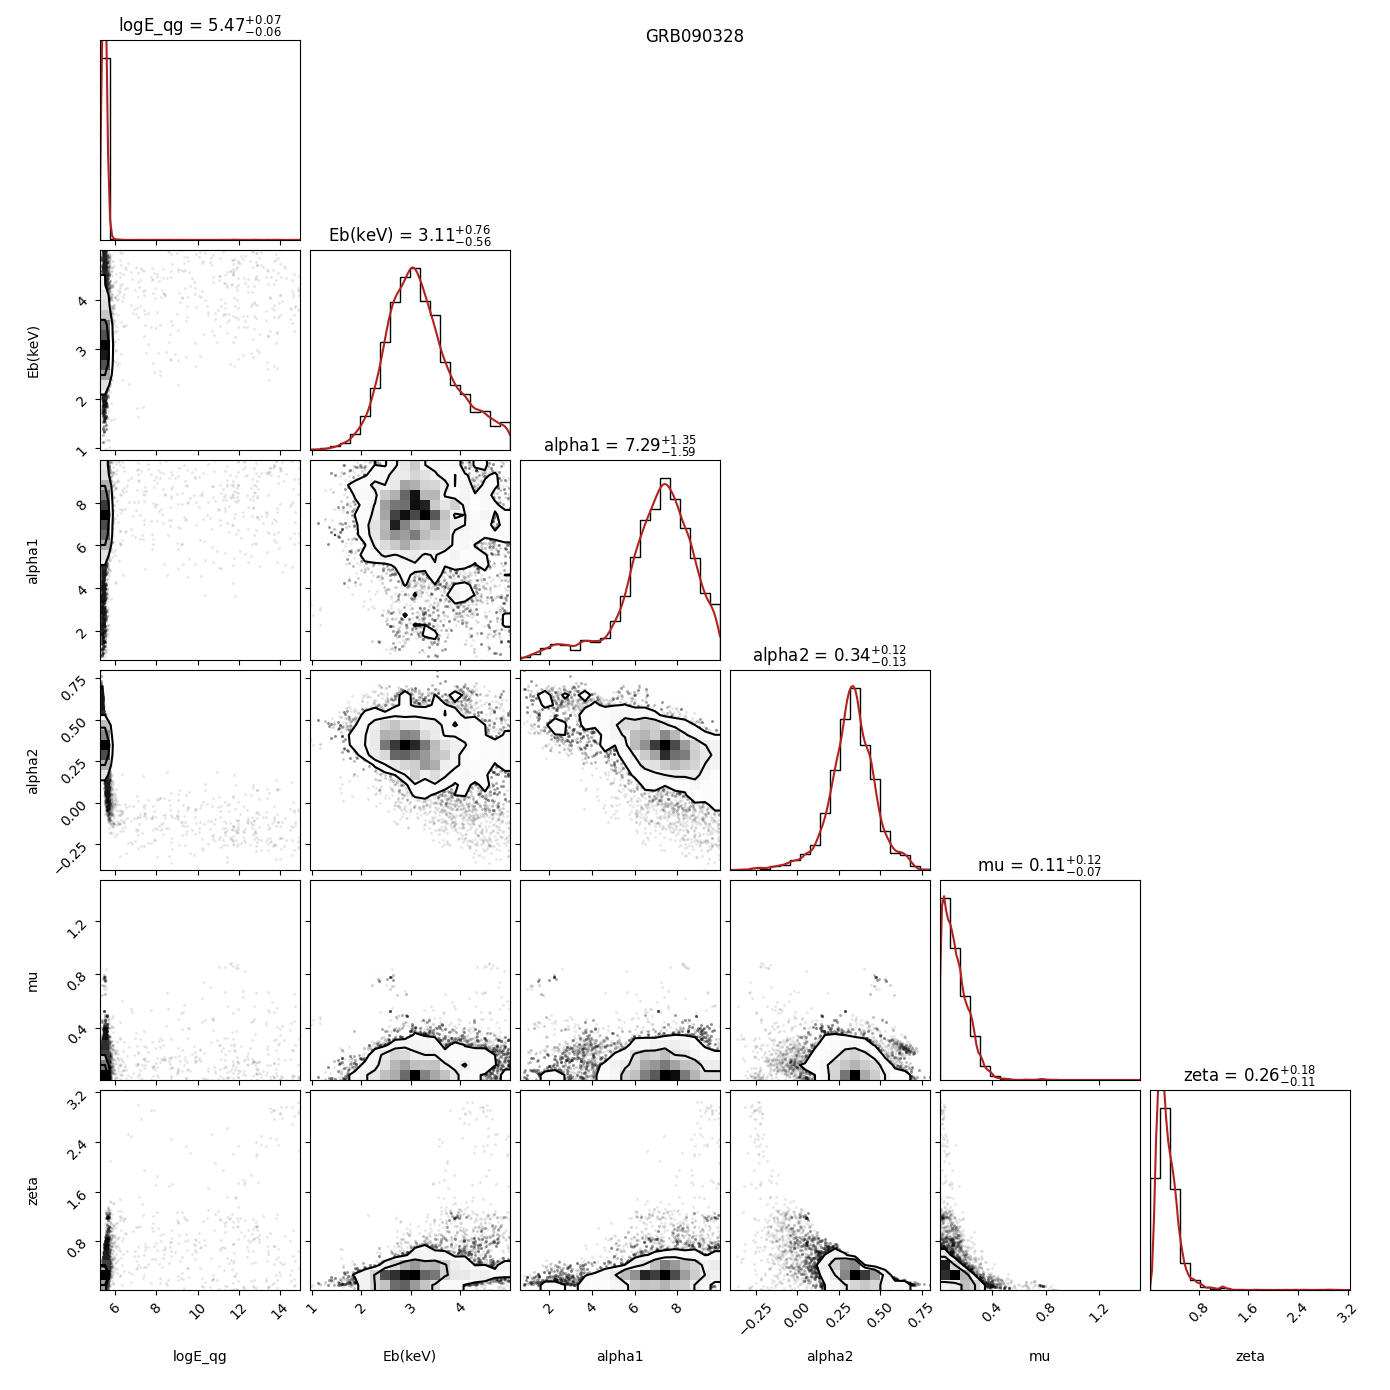 GRB090328
logE_qg = 5.47+0.07−0.06
Eb(keV) = 3.11+0.76−0.56
Eb(keV)
4
3
2
1
alpha1 = 7.29+1.35−1.59
alpha1
8
6
4
2
alpha2 = 0.34+0.12−0.13
alpha2
0.75
0.50
0.25
0.00
−0.25
mu = 0.11+0.12−0.07
mu
1.2
0.8
0.4
zeta = 0.26+0.18−0.11
zeta
3.2
2.4
1.6
0.8
6 8 10 12 14
1 2 3 4
2 4 6 8
−0.25 0.00 0.25 0.50 0.75
0.4 0.8 1.2
0.8 1.6 2.4 3.2
logE_qg Eb(keV) alpha1 alpha2 mu zeta